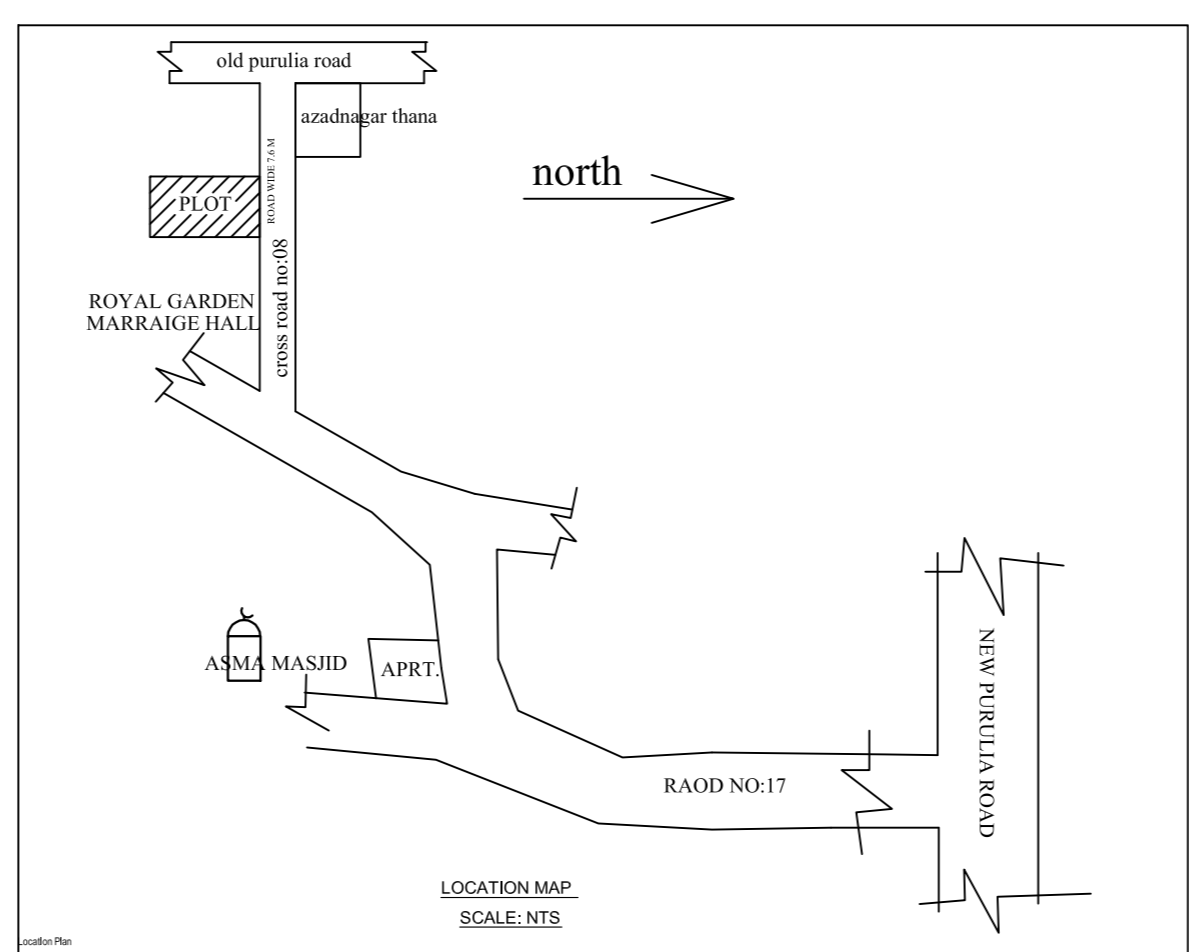 old purulia road
azadnagar thana
ROAD WIDE 7.6 M
north
PLOT
cross road no:08
ROYAL GARDEN
MARRAIGE HALL
ASMA MASJID
APRT.
NEW PURULIA ROAD
RAOD NO:17
LOCATION MAP
SCALE: NTS
Location Plan